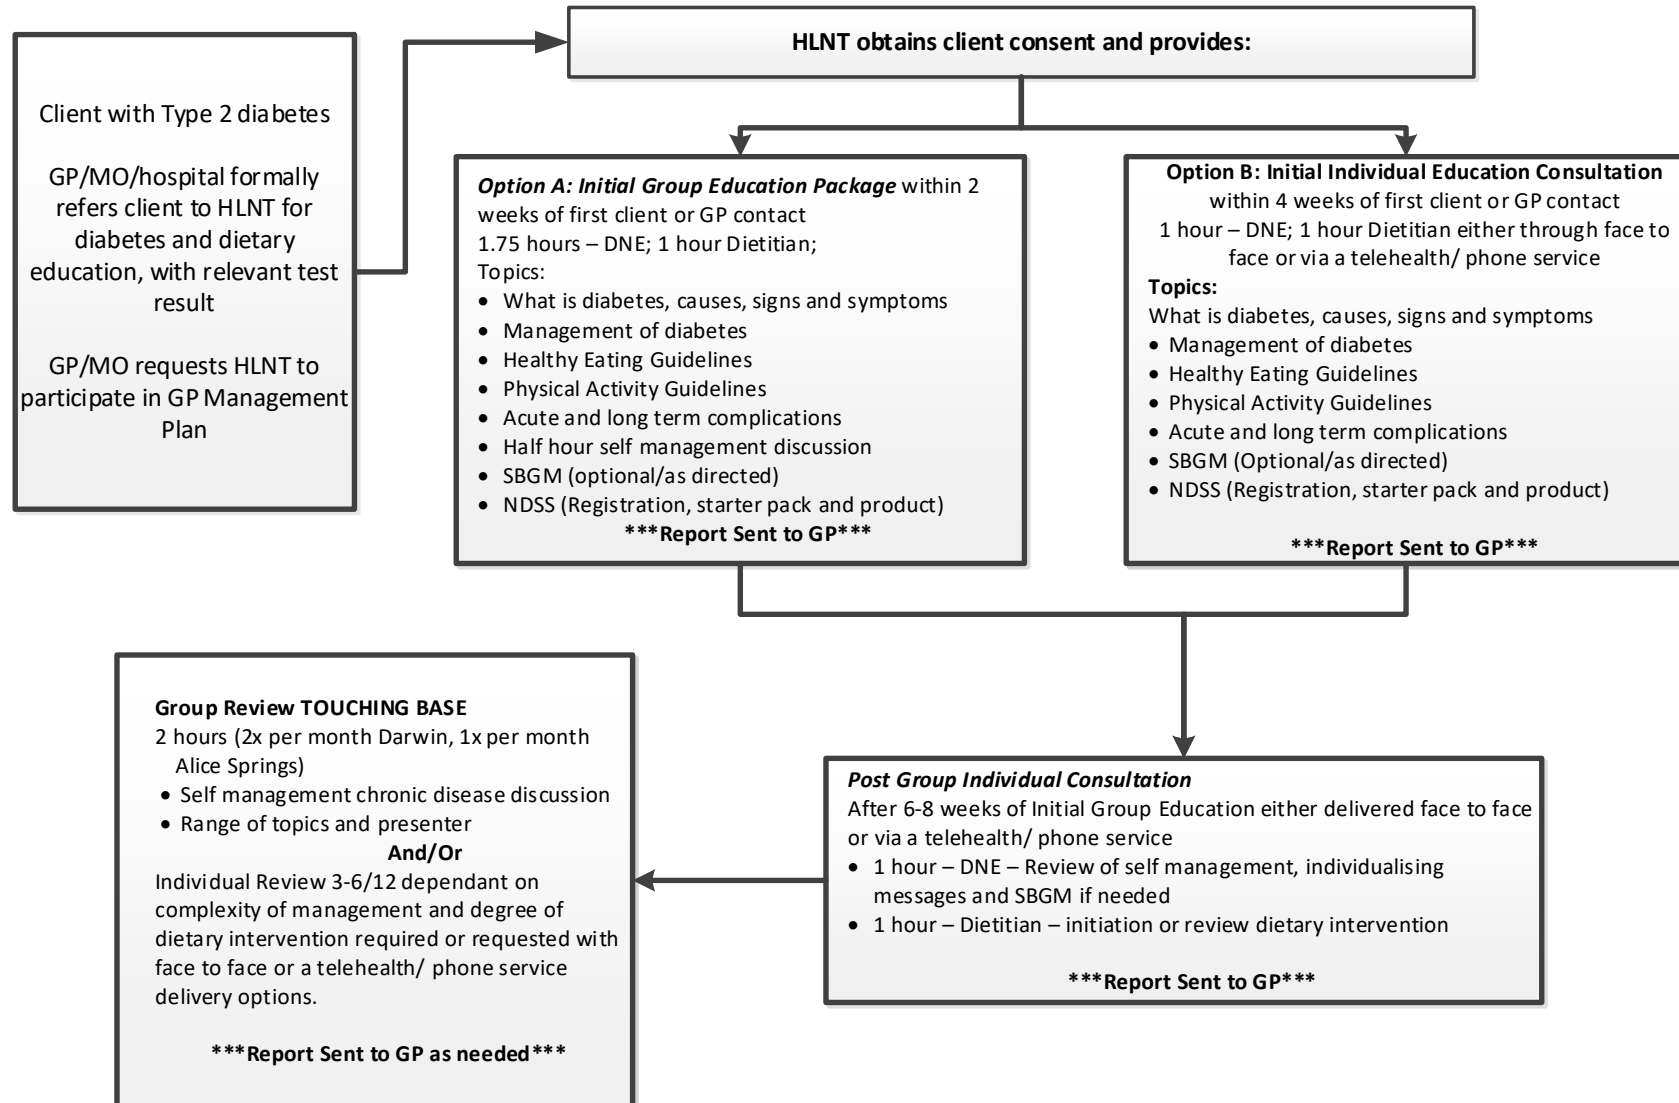 HLNT obtains client consent and provides:
Client with Type 2 diabetes
GP/MO/hospital formally
refers client to HLNT for
diabetes and dietary
education, with relevant test
result
GP/MO requests HLNT to
participate in GP Management
Plan
Option A: Initial Group Education Package within 2
weeks of first client or GP contact
1.75 hours – DNE; 1 hour Dietitian;
Topics:
• What is diabetes, causes, signs and symptoms
• Management of diabetes
• Healthy Eating Guidelines
• Physical Activity Guidelines
• Acute and long term complications
• Half hour self management discussion
• SBGM (optional/as directed)
• NDSS (Registration, starter pack and product)
***Report Sent to GP***
Option B: Initial Individual Education Consultation
within 4 weeks of first client or GP contact
1 hour – DNE; 1 hour Dietitian either through face to
face or via a telehealth/ phone service
Topics:
What is diabetes, causes, signs and symptoms
• Management of diabetes
• Healthy Eating Guidelines
• Physical Activity Guidelines
• Acute and long term complications
• SBGM (Optional/as directed)
• NDSS (Registration, starter pack and product)
***Report Sent to GP***
Post Group Individual Consultation
After 6-8 weeks of Initial Group Education either delivered face to face
or via a telehealth/ phone service
• 1 hour – DNE – Review of self management, individualising
messages and SBGM if needed
• 1 hour – Dietitian – initiation or review dietary intervention
***Report Sent to GP***
Group Review TOUCHING BASE
2 hours (2x per month Darwin, 1x per month
Alice Springs)
• Self management chronic disease discussion
• Range of topics and presenter
And/Or
Individual Review 3-6/12 dependant on
complexity of management and degree of
dietary intervention required or requested with
face to face or a telehealth/ phone service
delivery options.
***Report Sent to GP as needed***